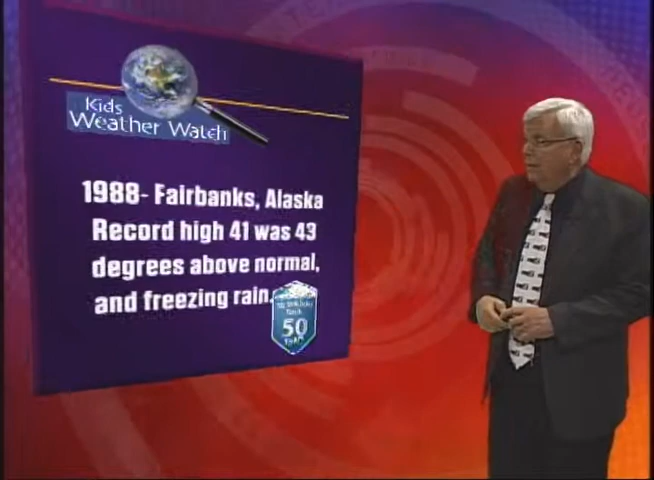 Kids
Weather Watch
1988- Fairbanks, Alaska
Record high 41 was 43
degrees above normal,
and freezing rain.
50